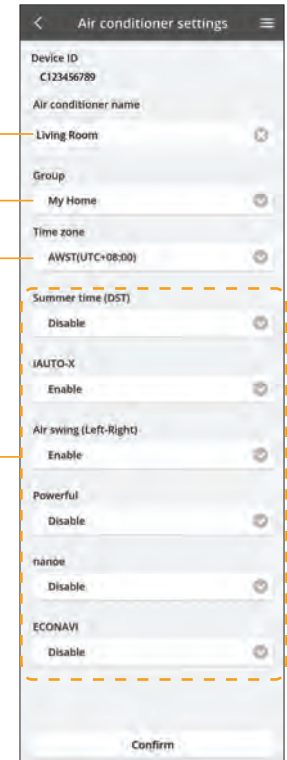 Air conditioner settings
Device ID
C123456789
Air conditioner name
Living Room
Group
My Home
Time zone
AWST(UTC+08:00)
Summer time (DST)
Disable
iAUTO-X
Enable
Air swing (Left-Right)
Enable
Powerful
Disable
nanoe
Disable
ECONAVI
Disable
Confirm